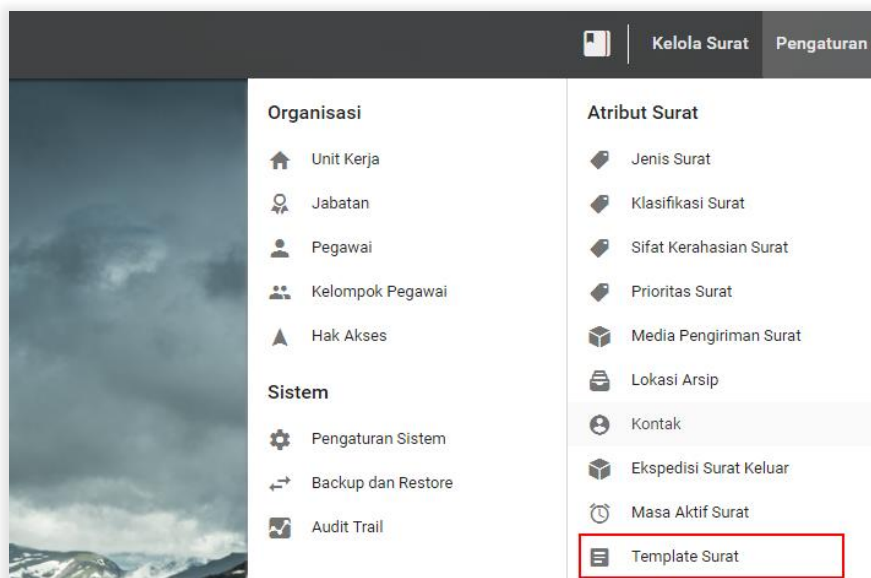 Kelola Surat
Pengaturan
Organisasi
Unit Kerja
Jabatan
Pegawai
Kelompok Pegawai
Hak Akses
Sistem
Pengaturan Sistem
Backup dan Restore
Audit Trail
Atribut Surat
Jenis Surat
Klasifikasi Surat
Sifat Kerahasian Surat
Prioritas Surat
Media Pengiriman Surat
Lokasi Arsip
Kontak
Ekspedisi Surat Keluar
Masa Aktif Surat
Template Surat